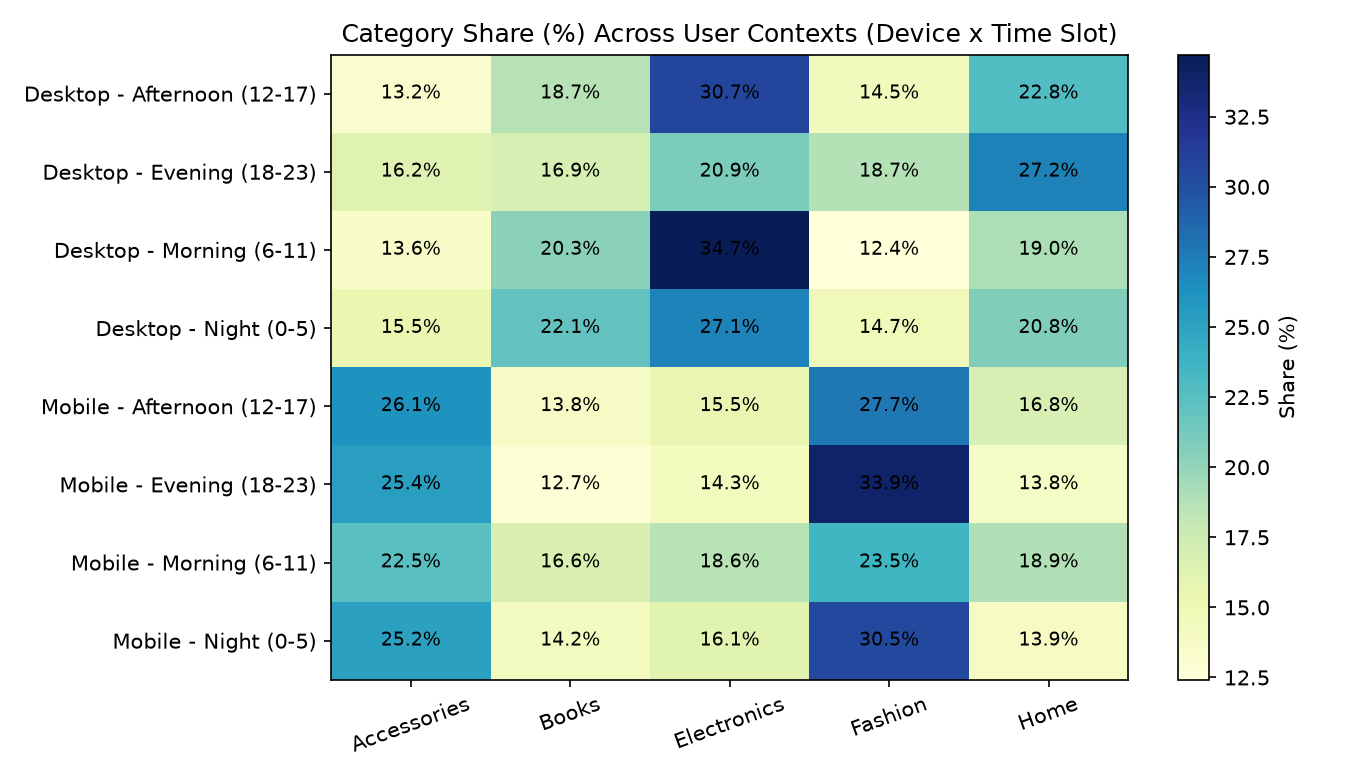 Category Share (%) Across User Contexts (Device x Time Slot)
Desktop - Afternoon (12-17) 13.2% 18.7% 30.7% 14.5% 22.8%
Desktop - Evening (18-23) 16.2% 16.9% 20.9% 18.7% 27.2%
Desktop - Morning (6-11) 13.6% 20.3% 34.7% 12.4% 19.0%
Desktop - Night (0-5) 15.5% 22.1% 27.1% 14.7% 20.8%
Mobile - Afternoon (12-17) 26.1% 13.8% 15.5% 27.7% 16.8%
Mobile - Evening (18-23) 25.4% 12.7% 14.3% 33.9% 13.8%
Mobile - Morning (6-11) 22.5% 16.6% 18.6% 23.5% 18.9%
Mobile - Night (0-5) 25.2% 14.2% 16.1% 30.5% 13.9%
Accessories Books Electronics Fashion Home
32.5
30.0
27.5
25.0
22.5
20.0
17.5
15.0
12.5
Share (%)